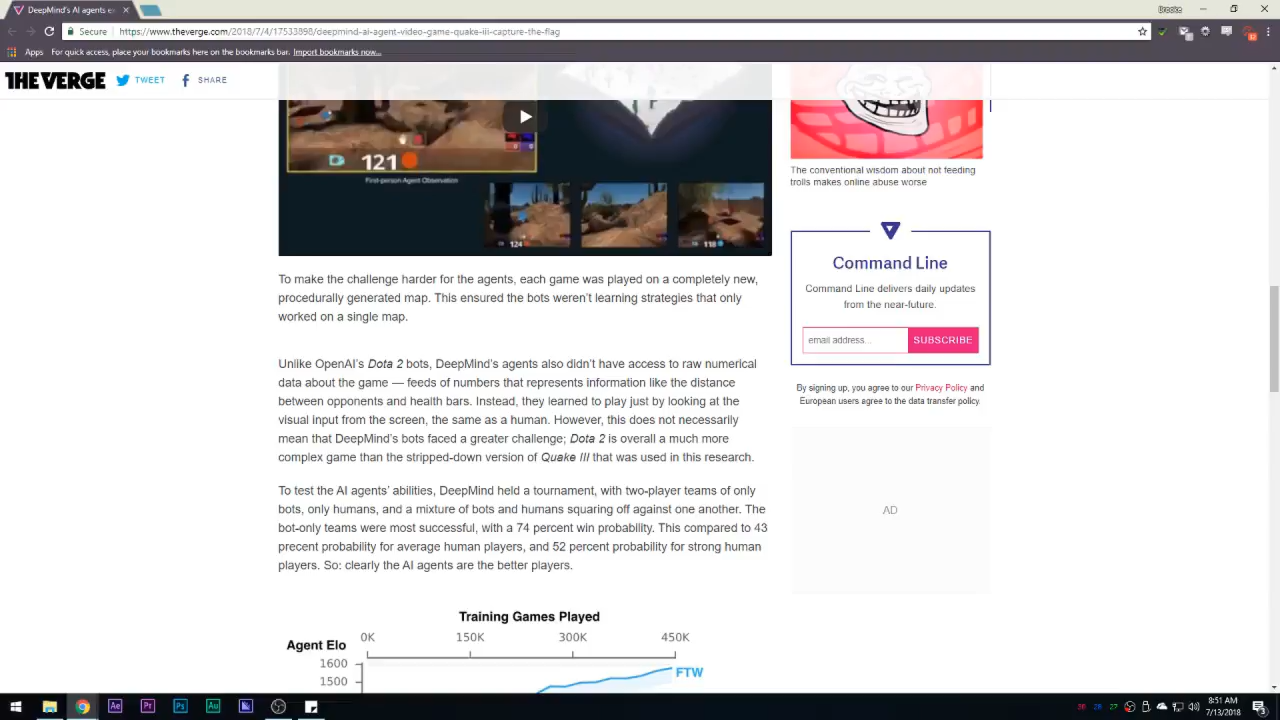 DeepMind's AI agents e
Secure
https://www.theverge.com/2018/7/4/17533898/deepmind-ai-agent-video-game-quake-iii-capture-the-flag
Apps
For quick access, place your bookmarks here on the bookmarks bar. Import bookmarks now...
THE VERGE
TWEET
SHARE
121
First-person Agent Observation
124
118
To make the challenge harder for the agents, each game was played on a completely new,
procedurally generated map. This ensured the bots weren't learning strategies that only
worked on a single map.
Unlike OpenAI's Dota 2 bots, DeepMind's agents also didn't have access to raw numerical
data about the game — feeds of numbers that represents information like the distance
between opponents and health bars. Instead, they learned to play just by looking at the
visual input from the screen, the same as a human. However, this does not necessarily
mean that DeepMind's bots faced a greater challenge; Dota 2 is overall a much more
complex game than the stripped-down version of Quake III that was used in this research.
To test the AI agents' abilities, DeepMind held a tournament, with two-player teams of only
bots, only humans, and a mixture of bots and humans squaring off against one another. The
bot-only teams were most successful, with a 74 percent win probability. This compared to 43
precent probability for average human players, and 52 percent probability for strong human
players. So: clearly the AI agents are the better players.
Training Games Played
0K 150K 300K 450K
Agent Elo
1600
1500
FTW
The conventional wisdom about not feeding
trolls makes online abuse worse
Command Line
Command Line delivers daily updates
from the near-future.
email address...
SUBSCRIBE
By signing up, you agree to our Privacy Policy and
European users agree to the data transfer policy.
AD
Ae Pr Ps Au
8:51 AM
7/13/2018